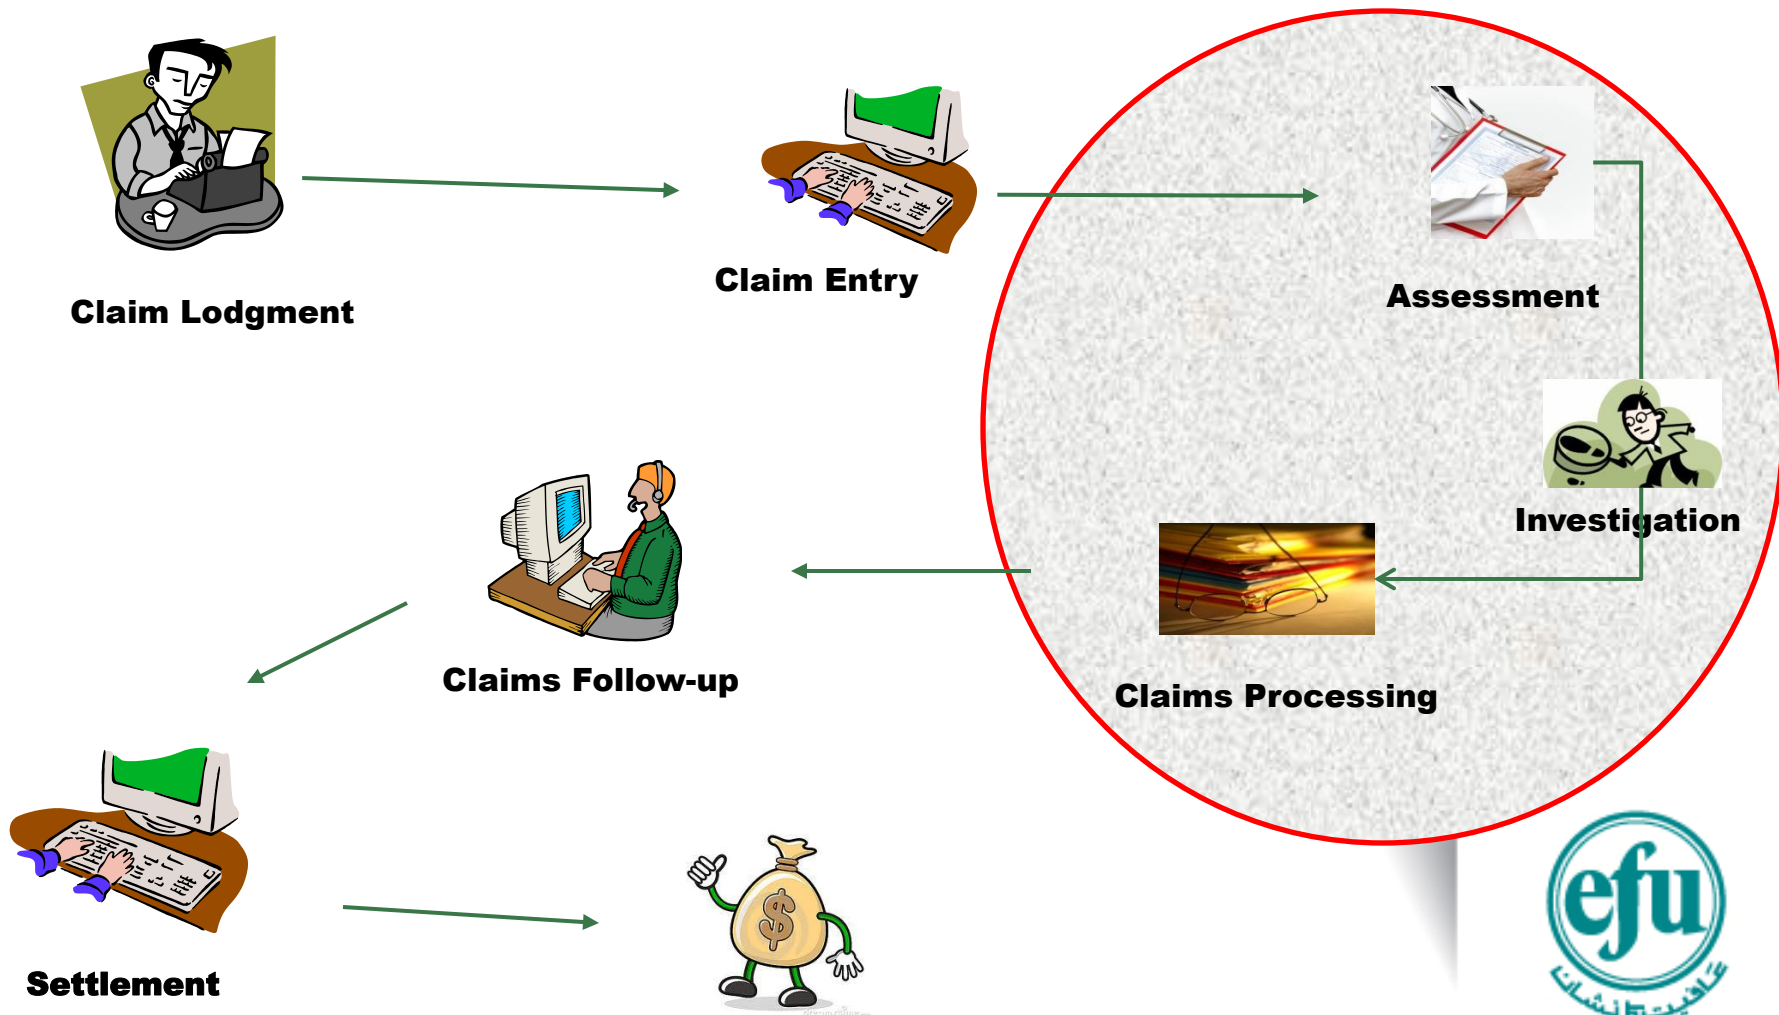 Claim Lodgment
Claim Entry
Assessment
Investigation
Claims Processing
Claims Follow-up
Settlement
$
efu